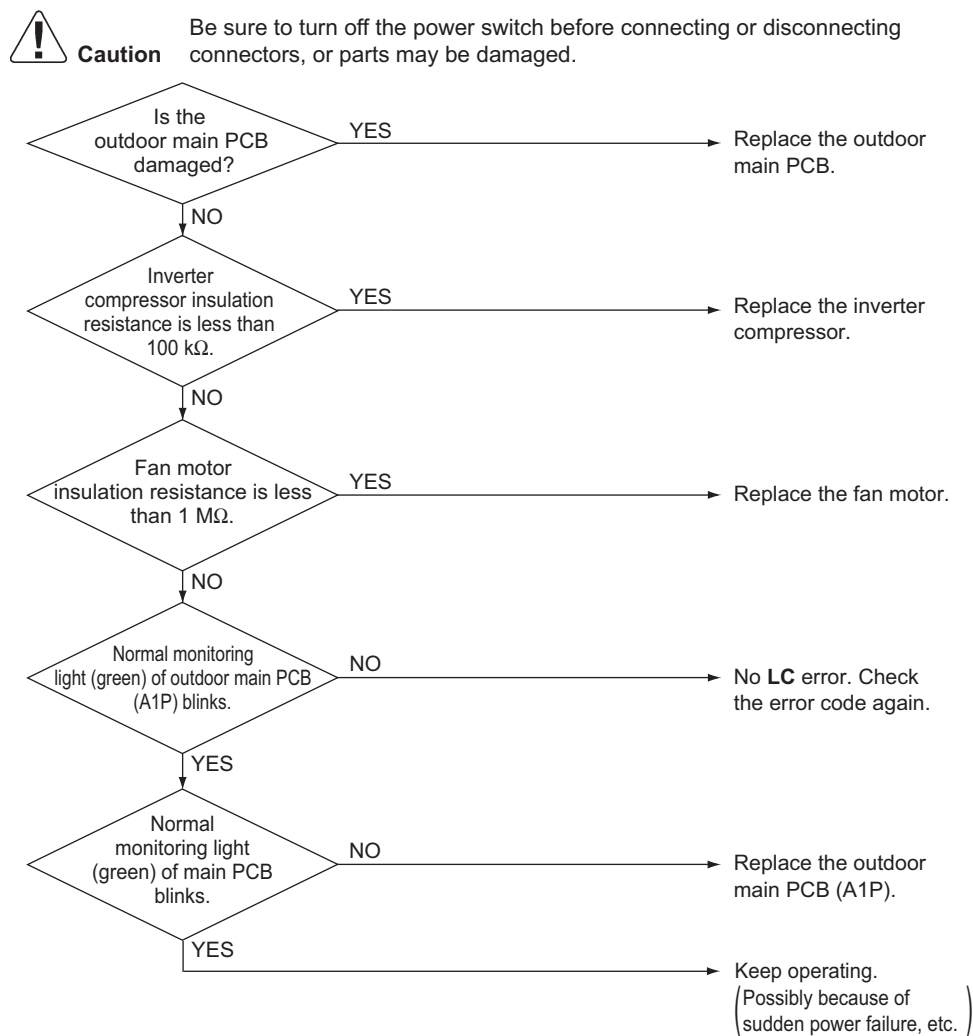 Be sure to turn off the power switch before connecting or disconnecting
Caution
connectors, or parts may be damaged.
Is the
outdoor main PCB
damaged?
YES
Replace the outdoor
main PCB.
NO
Inverter
compressor insulation
resistance is less than
100 kΩ.
YES
Replace the inverter
compressor.
NO
Fan motor
insulation resistance is less
than 1 MΩ.
YES
Replace the fan motor.
NO
Normal monitoring
light (green) of outdoor main PCB
(A1P) blinks.
NO
No LC error. Check
the error code again.
YES
Normal
monitoring light
(green) of main PCB
blinks.
NO
Replace the outdoor
main PCB (A1P).
YES
Keep operating.
(Possibly because of
sudden power failure, etc.)